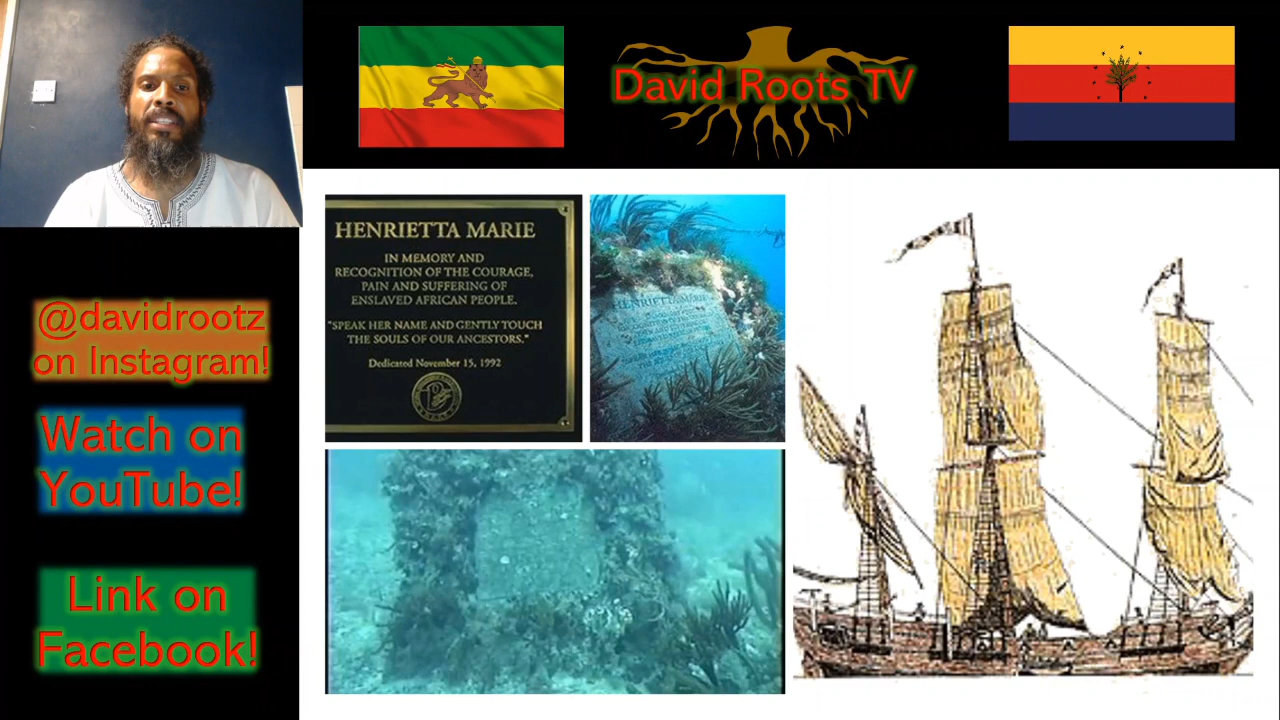 David Roots TV
HENRIETTA MARIE
IN MEMORY AND
RECOGNITION OF THE COURAGE,
PAIN AND SUFFERING OF
ENSLAVED AFRICAN PEOPLE.
"SPEAK HER NAME AND GENTLY TOUCH
THE SOULS OF OUR ANCESTORS."
Dedicated November 15, 1992
HENRIETTA MARIE
@davidrootz
on Instagram!
Watch on
YouTube!
Link on
Facebook!